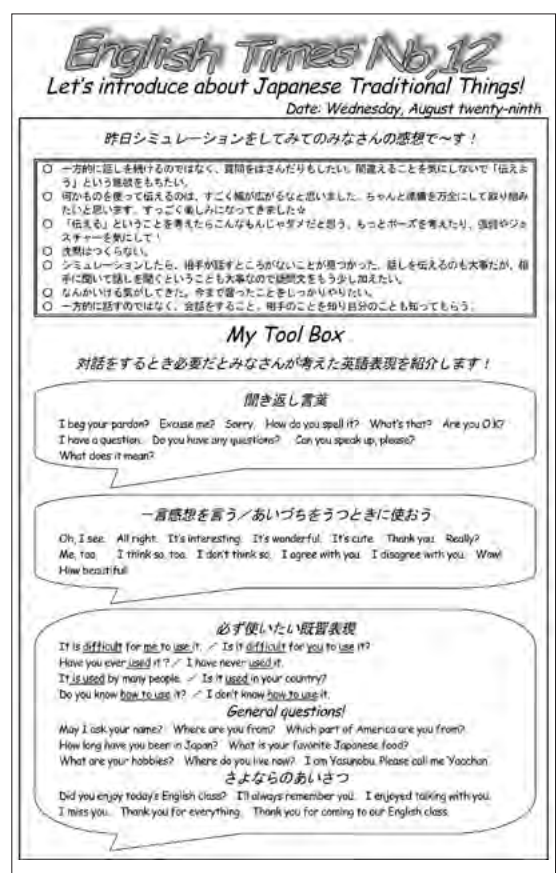 English Times No,12
Let's introduce about Japanese Traditional Things!
Date: Wednesday, August twenty-ninth
昨日シミュレーションをしてみてのみなさんの感想で～す！
○ 一方的に話しを続けるのではなく、質問をはさんだりもしたい。間違えることを気にしないで「伝えよ
う」という意欲をもちたい。
○ 何かものを使って伝えるのは、すごく幅が広がるなと思いました。ちゃんと準備を万全にして取り組み
たいと思います。すっごく楽しみになってきました☆
○ 「伝える」ということを考えたらこんなもんじゃダメだと思う。もっとポーズを考えたり、強弱やジェ
スチャーを気にして！
○ 沈黙はつくらない。
○ シミュレーションしたら、相手が話すところがないことが見つかった。話しを伝えるのも大事だが、相
手に聞いて話しを聞くということも大事なので疑問文をもう少し加えたい。
○ なんかいける気がしてきた。今まで習ったことをしっかりやりたい。
○ 一方的に話すのではなく、会話をすること。相手のことを知り自分のことも知ってもらう。
My Tool Box
対話をするとき必要だとみなさんが考えた英語表現を紹介します！
聞き返し言葉
I beg your pardon? Excuse me? Sorry. How do you spell it? What's that? Are you O.K?
I have a question. Do you have any questions? Can you speak up, please?
What does it mean?
一言感想を言う／あいづちをうつときに使おう
Oh, I see. All right. It's interesting. It's wonderful. It's cute. Thank you. Really?
Me, too. I think so, too. I don't think so. I agree with you. I disagree with you. Wow!
How beautiful!
必ず使いたい既習表現
It is difficult for me to use it. ／ Is it difficult for you to use it?
Have you ever used it？／ I have never used it.
It is used by many people. ／ Is it used in your country?
Do you know how to use it? ／ I don't know how to use it.
General questions!
May I ask your name? Where are you from? Which part of America are you from?
How long have you been in Japan? What is your favorite Japanese food?
What are your hobbies? Where do you live now? I am Yasunobu. Please call me Yacchan.
さよならのあいさつ
Did you enjoy today's English class? I'll always remember you. I enjoyed talking with you.
I miss you. Thank you for everything. Thank you for coming to our English class.